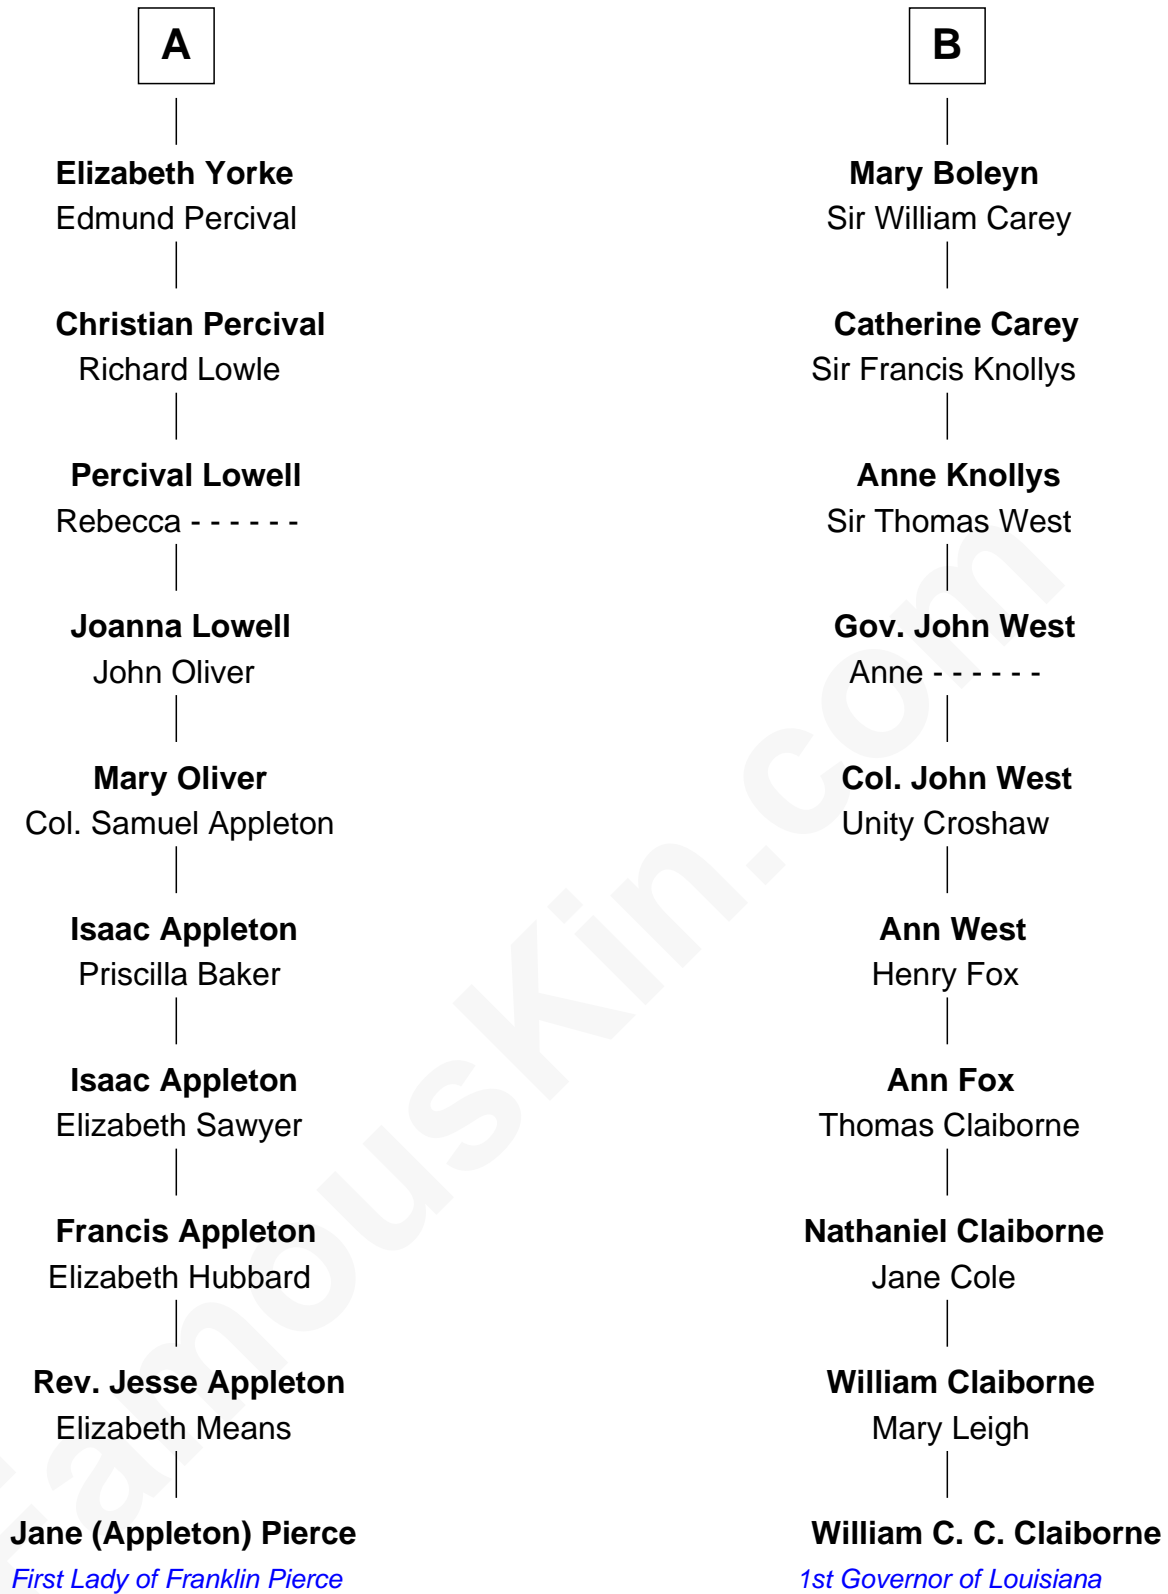 A
Elizabeth Yorke
Edmund Percival
Christian Percival
Richard Lowle
Percival Lowell
Rebecca - - - - - -
Joanna Lowell
John Oliver
Mary Oliver
Col. Samuel Appleton
Isaac Appleton
Priscilla Baker
Isaac Appleton
Elizabeth Sawyer
Francis Appleton
Elizabeth Hubbard
Rev. Jesse Appleton
Elizabeth Means
Jane (Appleton) Pierce
First Lady of Franklin Pierce
B
Mary Boleyn
Sir William Carey
Catherine Carey
Sir Francis Knollys
Anne Knollys
Sir Thomas West
Gov. John West
Anne - - - - - -
Col. John West
Unity Croshaw
Ann West
Henry Fox
Ann Fox
Thomas Claiborne
Nathaniel Claiborne
Jane Cole
William Claiborne
Mary Leigh
William C. C. Claiborne
1st Governor of Louisiana
FamousKin.com